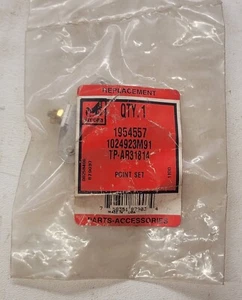 REPLACEMENT
QTY. 1
1954557
1024923M91
TP-AR31814
POINT SET
PARTS-ACCESSORIES